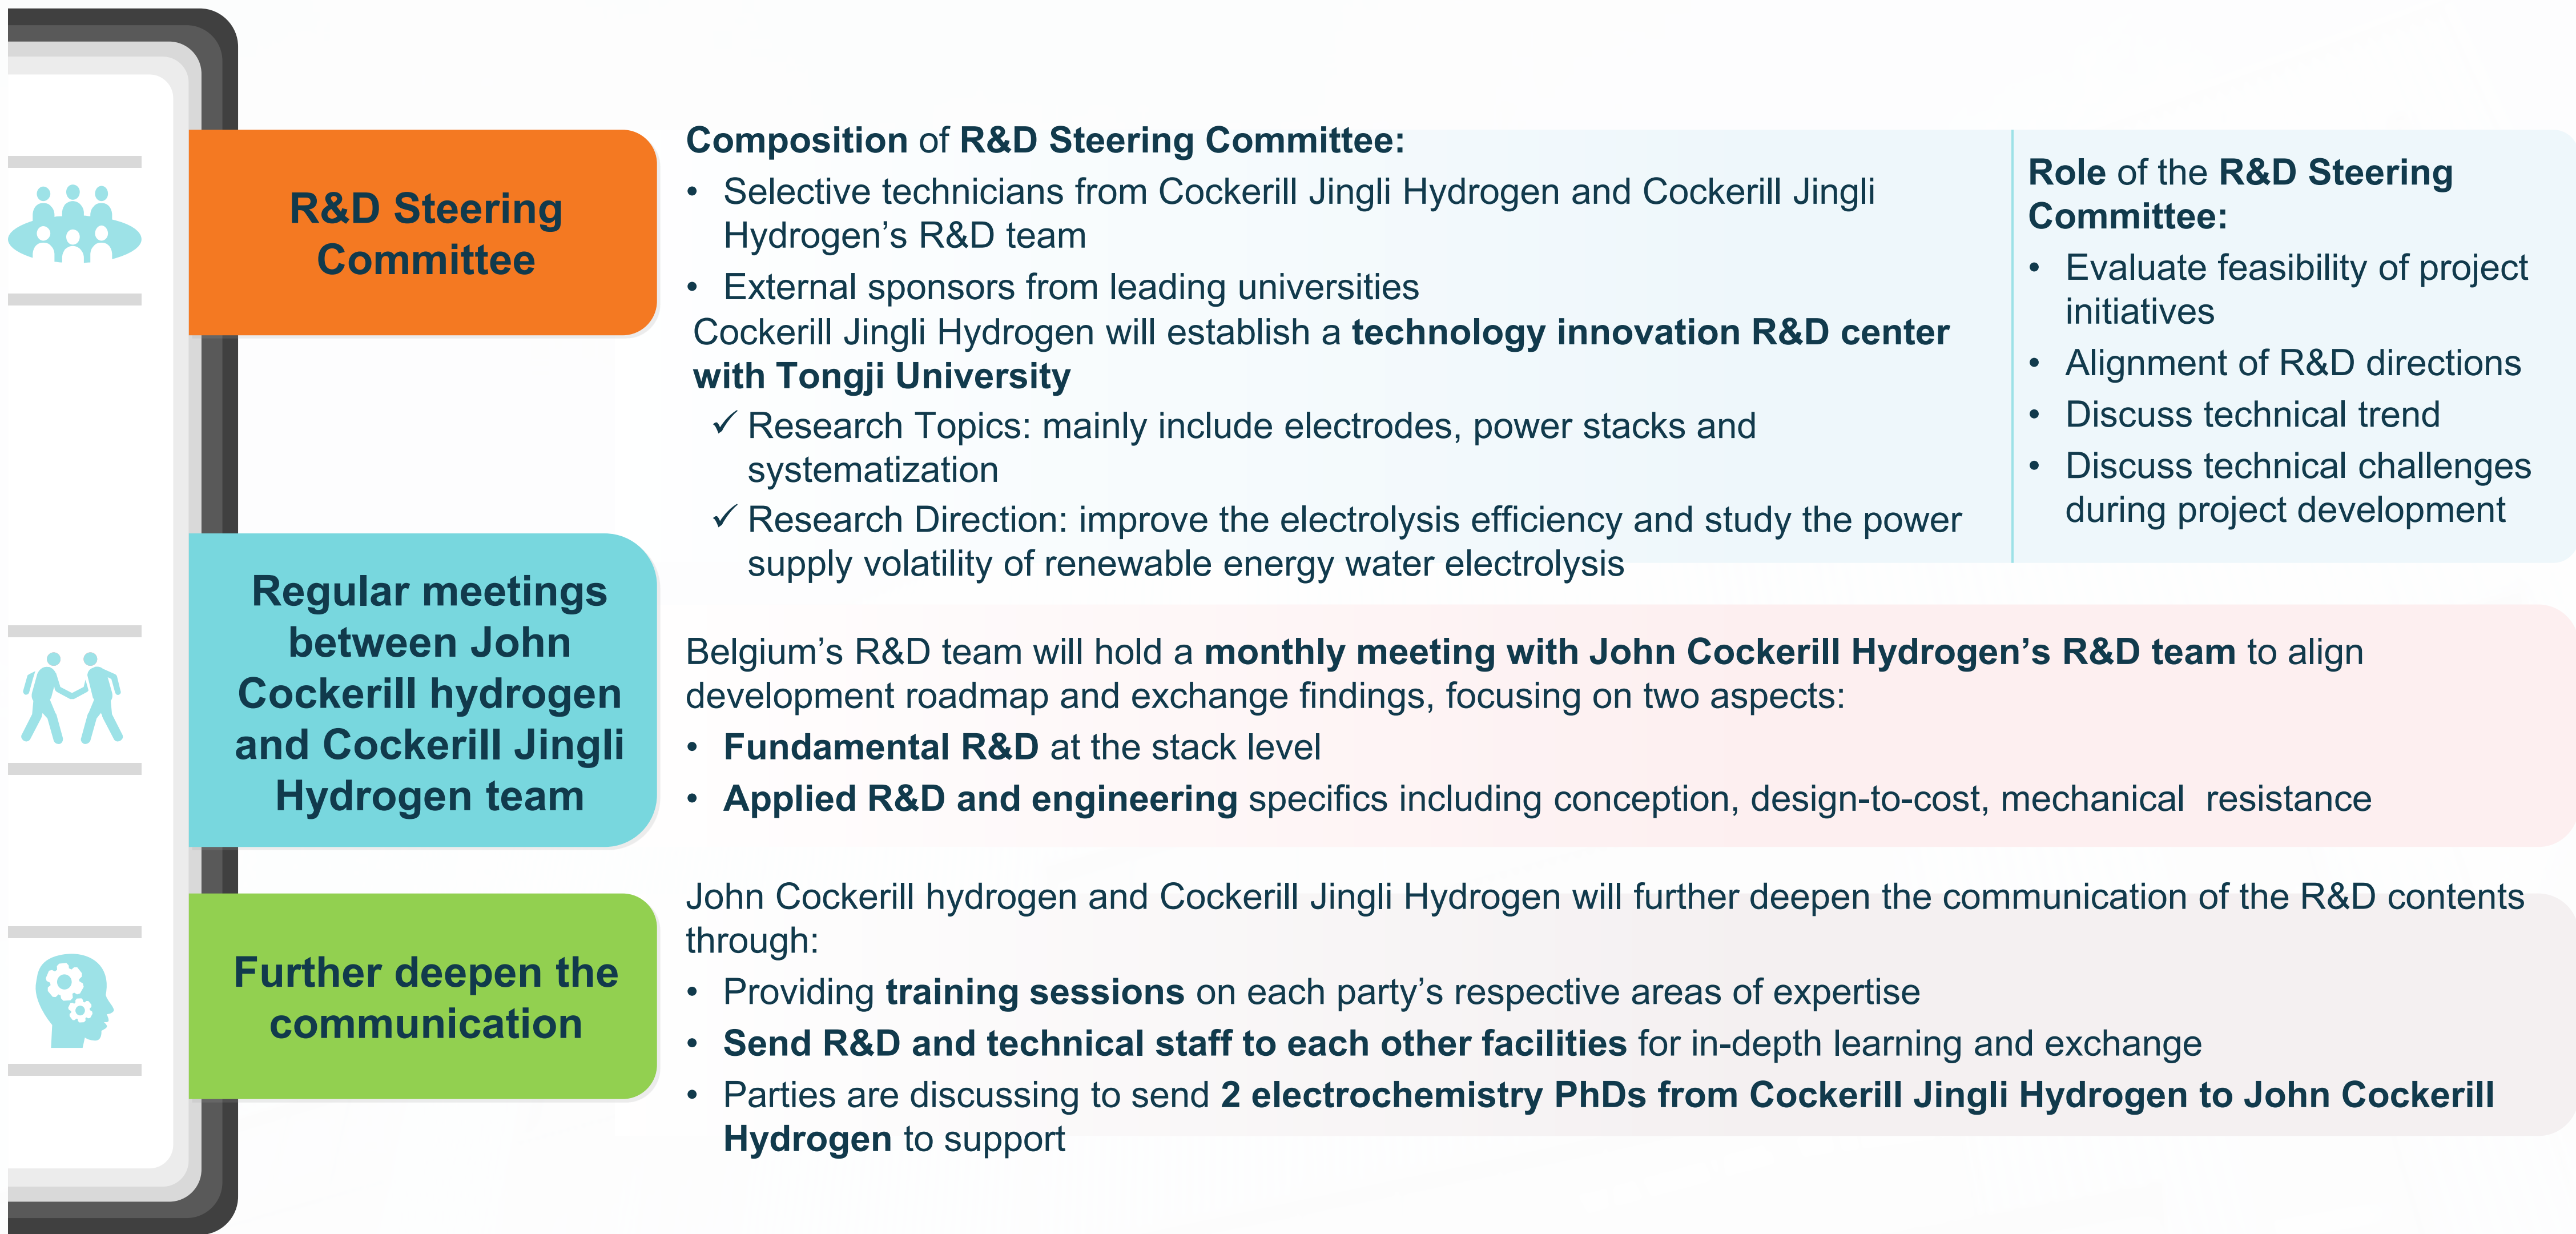 R&D Steering
Committee
Composition of R&D Steering Committee:
• Selective technicians from Cockerill Jingli Hydrogen and Cockerill Jingli
Hydrogen’s R&D team
• External sponsors from leading universities
Cockerill Jingli Hydrogen will establish a technology innovation R&D center
with Tongji University
✓ Research Topics: mainly include electrodes, power stacks and
systematization
✓ Research Direction: improve the electrolysis efficiency and study the power
supply volatility of renewable energy water electrolysis
Role of the R&D Steering
Committee:
• Evaluate feasibility of project
initiatives
• Alignment of R&D directions
• Discuss technical trend
• Discuss technical challenges
during project development
Regular meetings
between John
Cockerill hydrogen
and Cockerill Jingli
Hydrogen team
Belgium’s R&D team will hold a monthly meeting with John Cockerill Hydrogen’s R&D team to align
development roadmap and exchange findings, focusing on two aspects:
• Fundamental R&D at the stack level
• Applied R&D and engineering specifics including conception, design-to-cost, mechanical  resistance
Further deepen the
communication
John Cockerill hydrogen and Cockerill Jingli Hydrogen will further deepen the communication of the R&D contents
through:
• Providing training sessions on each party’s respective areas of expertise
• Send R&D and technical staff to each other facilities for in-depth learning and exchange
• Parties are discussing to send 2 electrochemistry PhDs from Cockerill Jingli Hydrogen to John Cockerill
Hydrogen to support